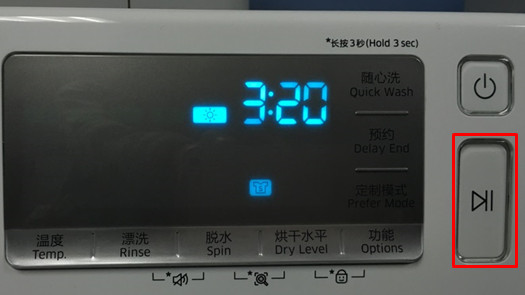 *长按3秒(Hold 3 sec)
随心洗
Quick Wash
3:20
预约
Delay End
定制模式
Prefer Mode
温度 漂洗 脱水 烘干水平 功能
Temp. Rinse Spin Dry Level Options
* * *